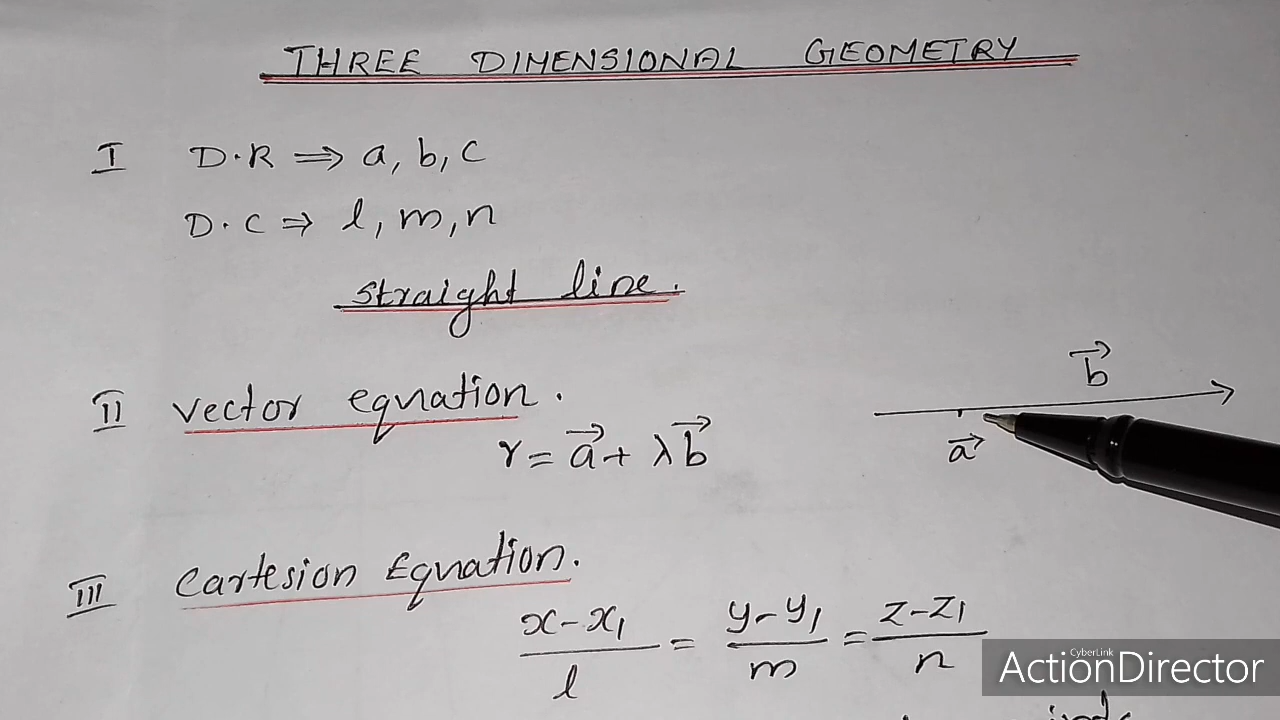 THREE DIMENSIONAL GEOMETRY
I D.R ⇒ a, b, c
D.C ⇒ l, m, n
straight line.
II vector equation.
r = a⃗ + λb⃗
b⃗
a⃗
III Cartesion Equation.
x-x₁/l = y-y₁/m = z-z₁/n
CyberLink
ActionDirector